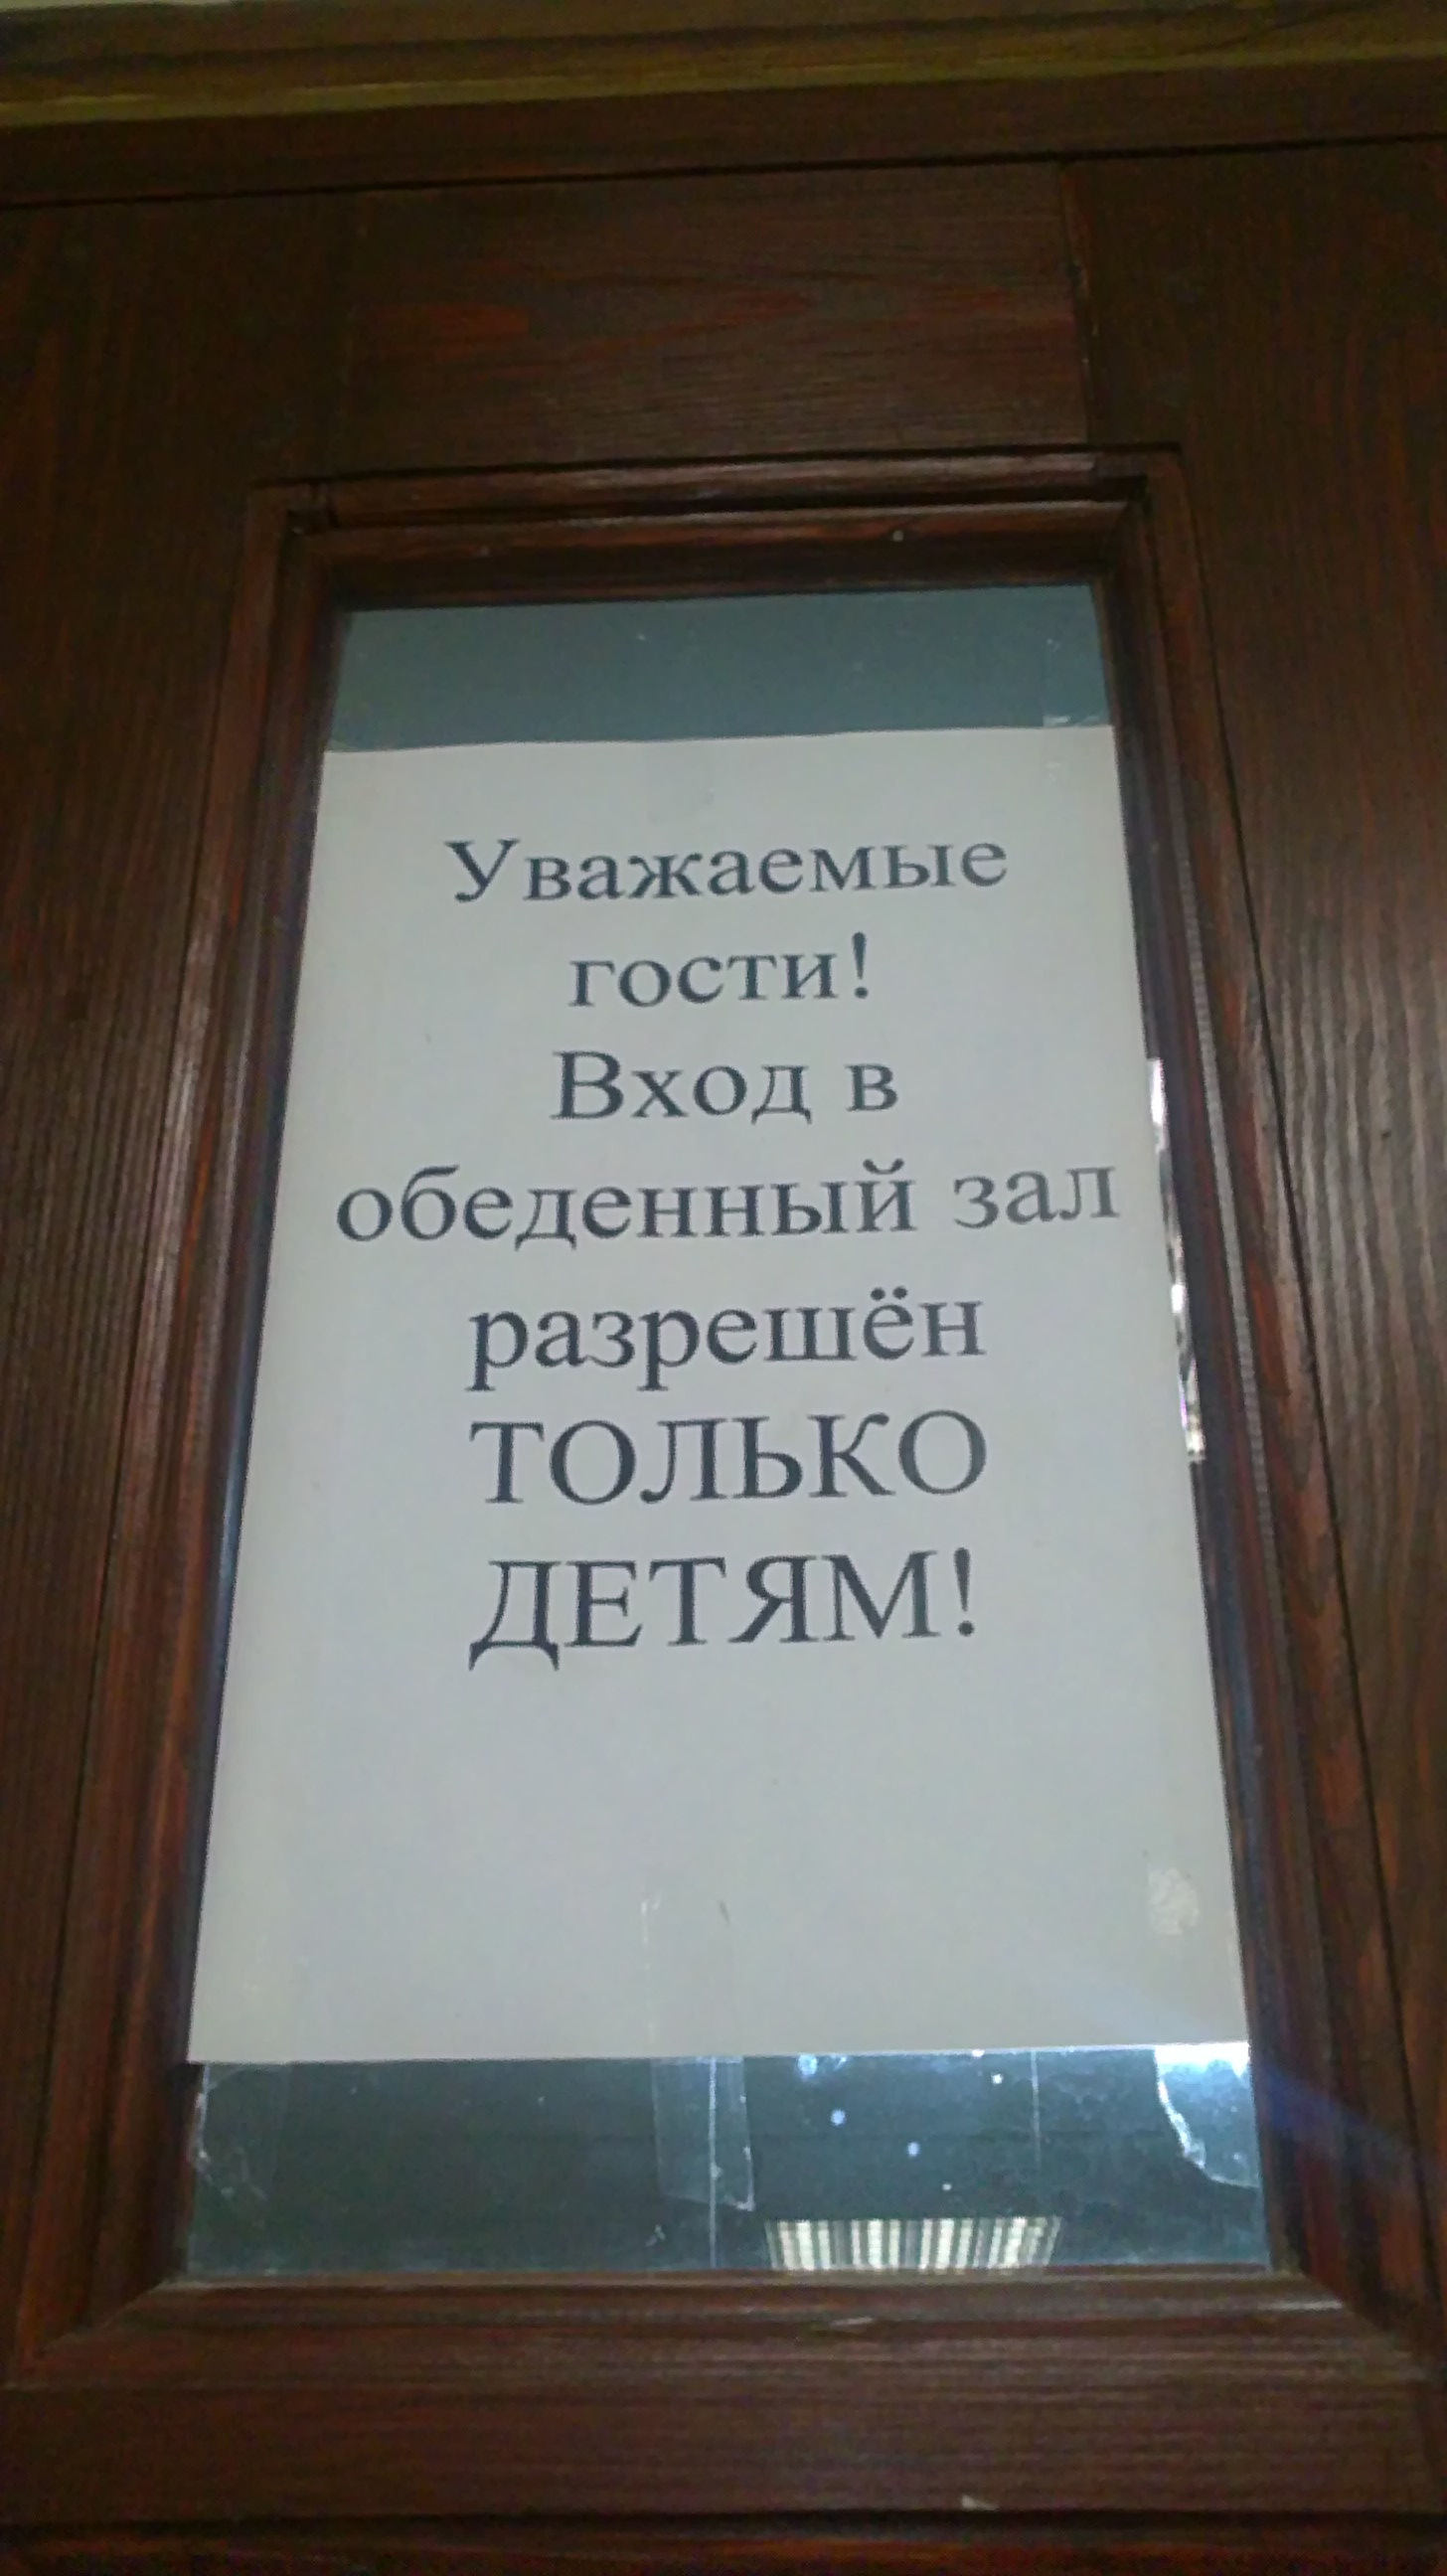 Уважаемые
гости!
Вход в
обеденный зал
разрешён
ТОЛЬКО
ДЕТЯМ!